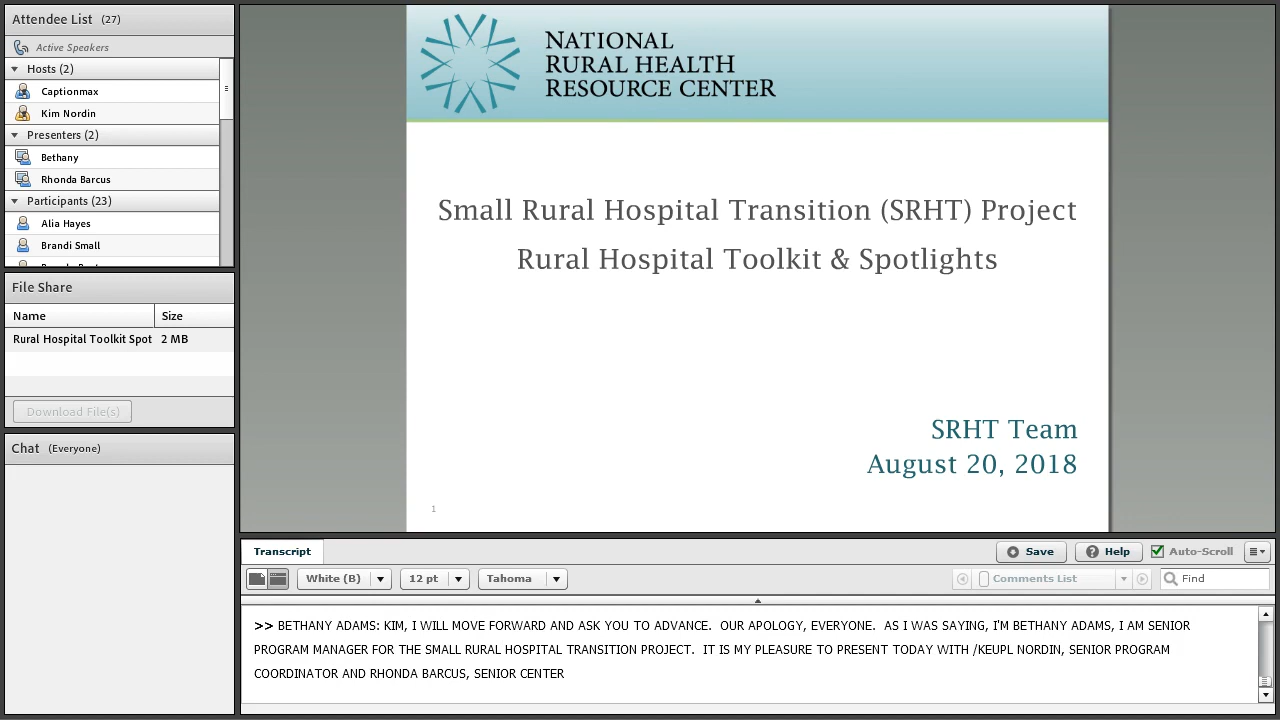 Attendee List (27)
Active Speakers
Hosts (2)
Captionmax
Kim Nordin
Presenters (2)
Bethany
Rhonda Barcus
Participants (23)
Alia Hayes
Brandi Small
File Share
Name Size
Rural Hospital Toolkit Spot 2 MB
Download File(s)
Chat (Everyone)
NATIONAL
RURAL HEALTH
RESOURCE CENTER
Small Rural Hospital Transition (SRHT) Project
Rural Hospital Toolkit & Spotlights
SRHT Team
August 20, 2018
1
Transcript Save Help Auto-Scroll
White (B) 12 pt Tahoma Comments List Find
>> BETHANY ADAMS: KIM, I WILL MOVE FORWARD AND ASK YOU TO ADVANCE. OUR APOLOGY, EVERYONE. AS I WAS SAYING, I'M BETHANY ADAMS, I AM SENIOR
PROGRAM MANAGER FOR THE SMALL RURAL HOSPITAL TRANSITION PROJECT. IT IS MY PLEASURE TO PRESENT TODAY WITH /KEUPL NORDIN, SENIOR PROGRAM
COORDINATOR AND RHONDA BARCUS, SENIOR CENTER